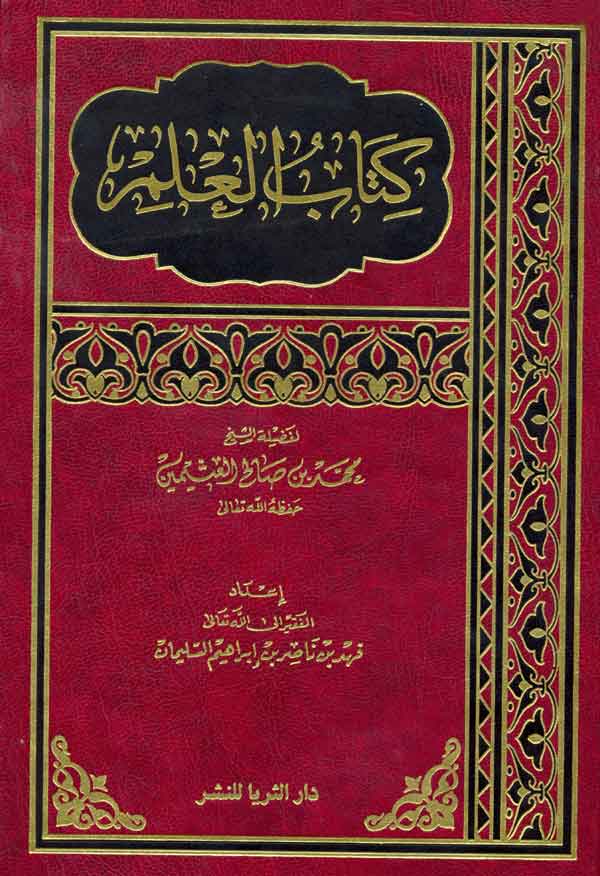 كتاب العلم
لفضيلة الشيخ
محمد بن صالح العثيمين
حفظه الله تعالى
إعداد
الفقير إلى الله تعالى
فهد بن ناصر بن إبراهيم السليمان
دار الثريا للنشر